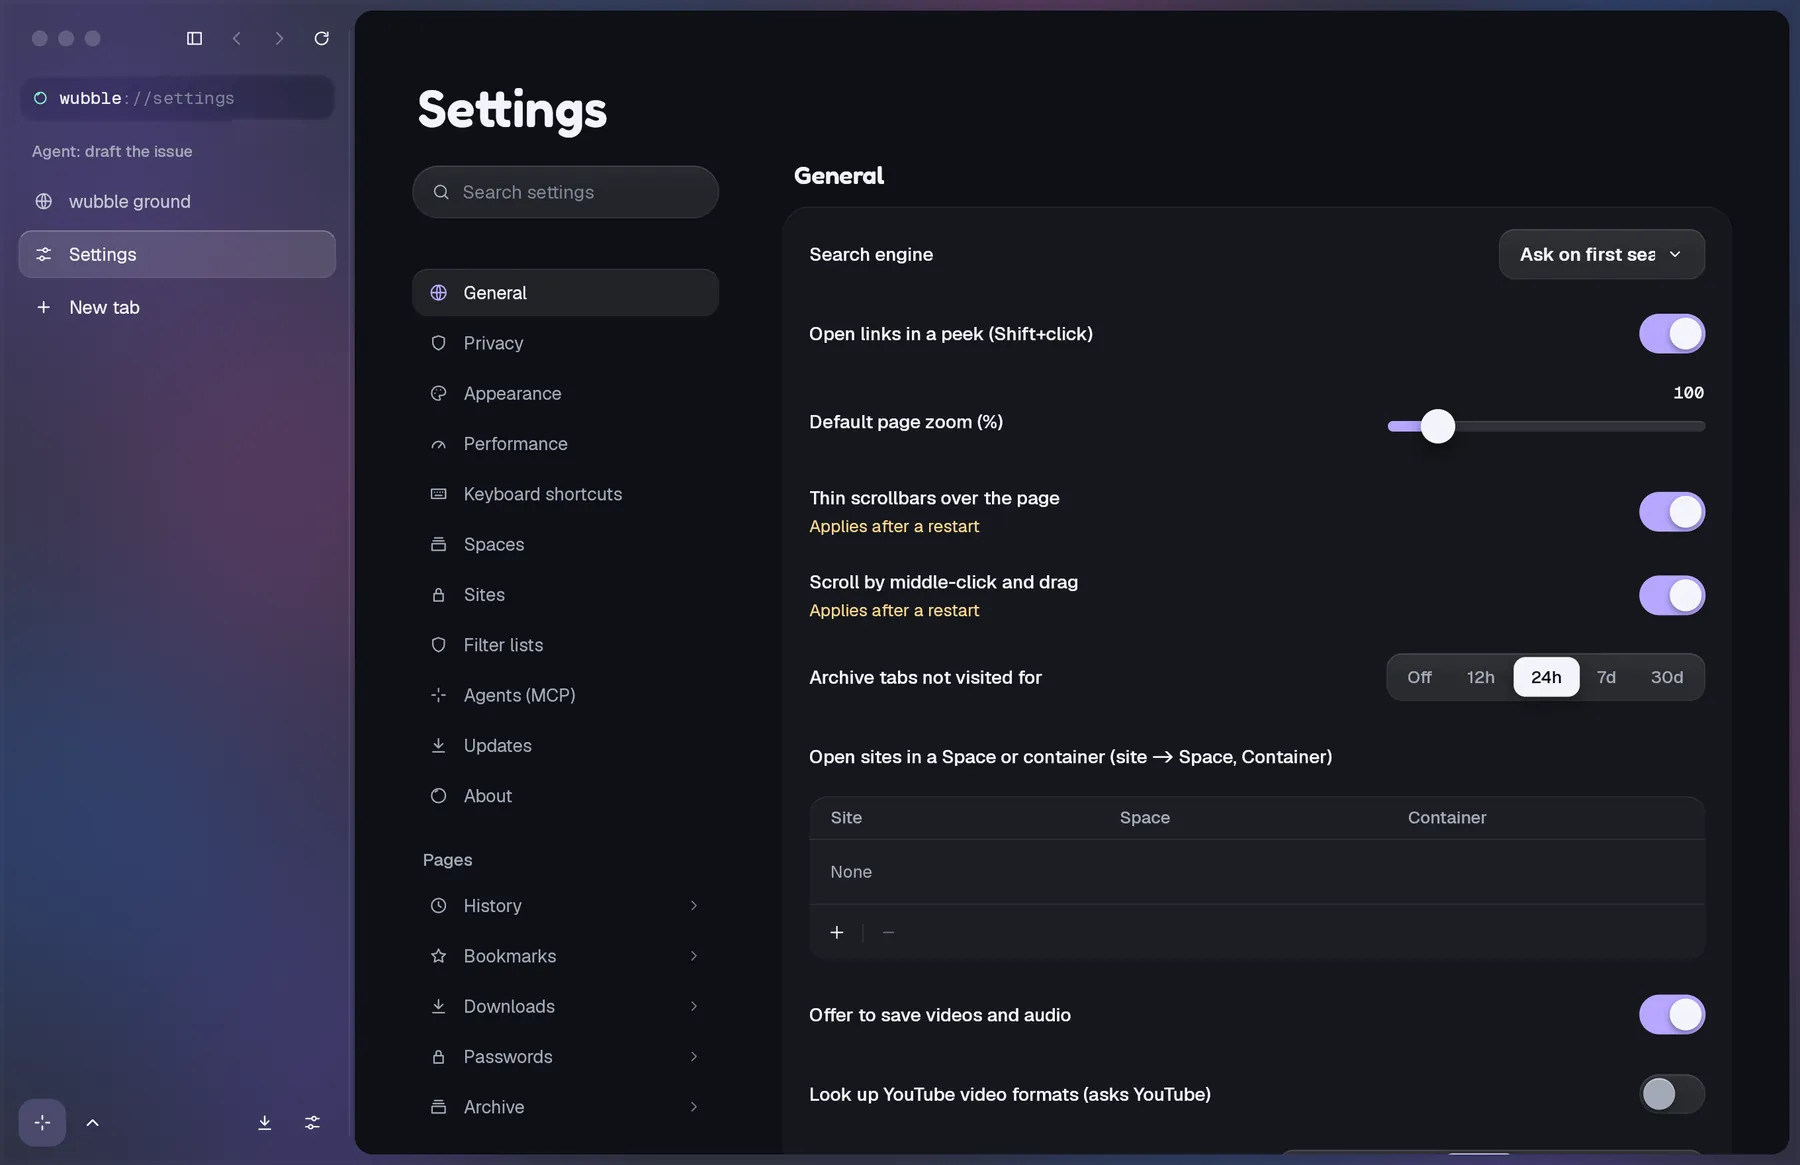 wubble://settings
Agent: draft the issue
wubble ground
Settings
New tab
Settings
Search settings
General
Privacy
Appearance
Performance
Keyboard shortcuts
Spaces
Sites
Filter lists
Agents (MCP)
Updates
About
Pages
History
Bookmarks
Downloads
Passwords
Archive
General
Search engine
Ask on first sea
Open links in a peek (Shift+click)
100
Default page zoom (%)
Thin scrollbars over the page
Applies after a restart
Scroll by middle-click and drag
Applies after a restart
Archive tabs not visited for
Off 12h 24h 7d 30d
Open sites in a Space or container (site → Space, Container)
Site Space Container
None
Offer to save videos and audio
Look up YouTube video formats (asks YouTube)